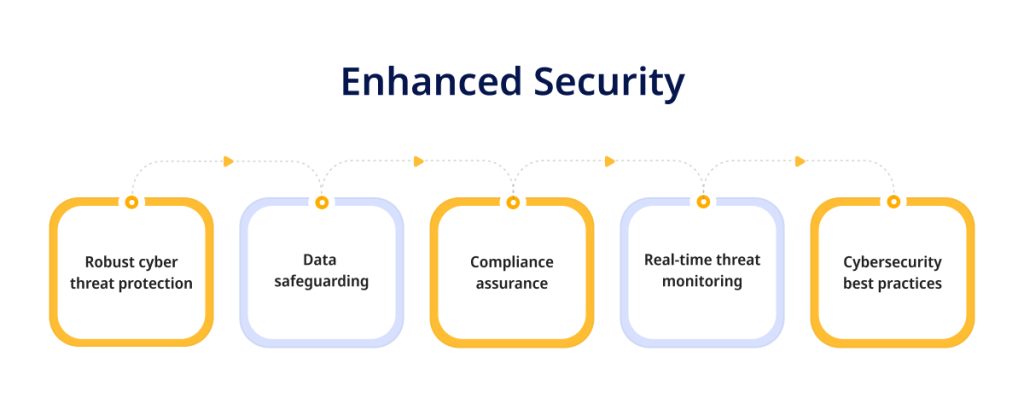 Enhanced Security
Robust cyber
threat protection
Data
safeguarding
Compliance
assurance
Real-time threat
monitoring
Cybersecurity
best practices